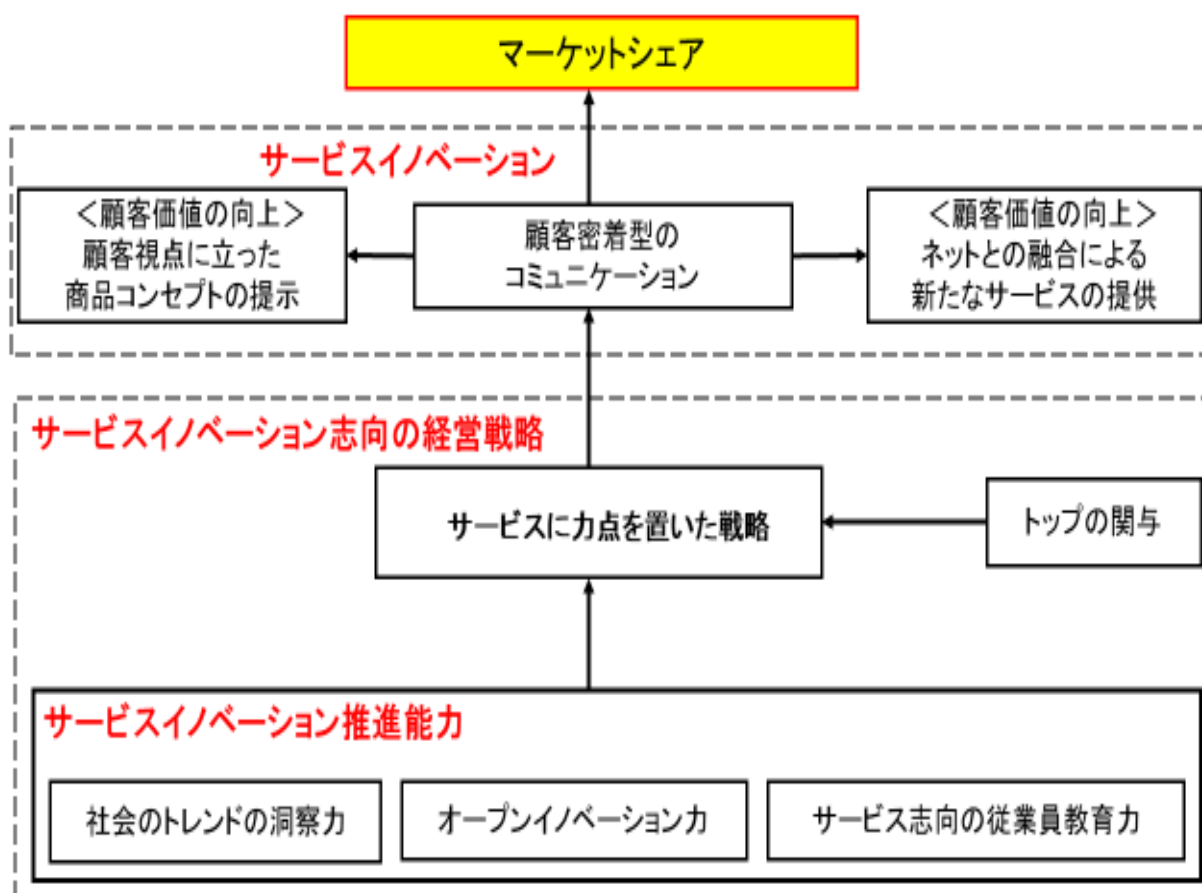 マーケットシェア
サービスイノベーション
＜顧客価値の向上＞
顧客視点に立った
商品コンセプトの提示
顧客密着型の
コミュニケーション
＜顧客価値の向上＞
ネットとの融合による
新たなサービスの提供
サービスイノベーション志向の経営戦略
サービスに力点を置いた戦略
トップの関与
サービスイノベーション推進能力
社会のトレンドの洞察力
オープンイノベーション力
サービス志向の従業員教育力